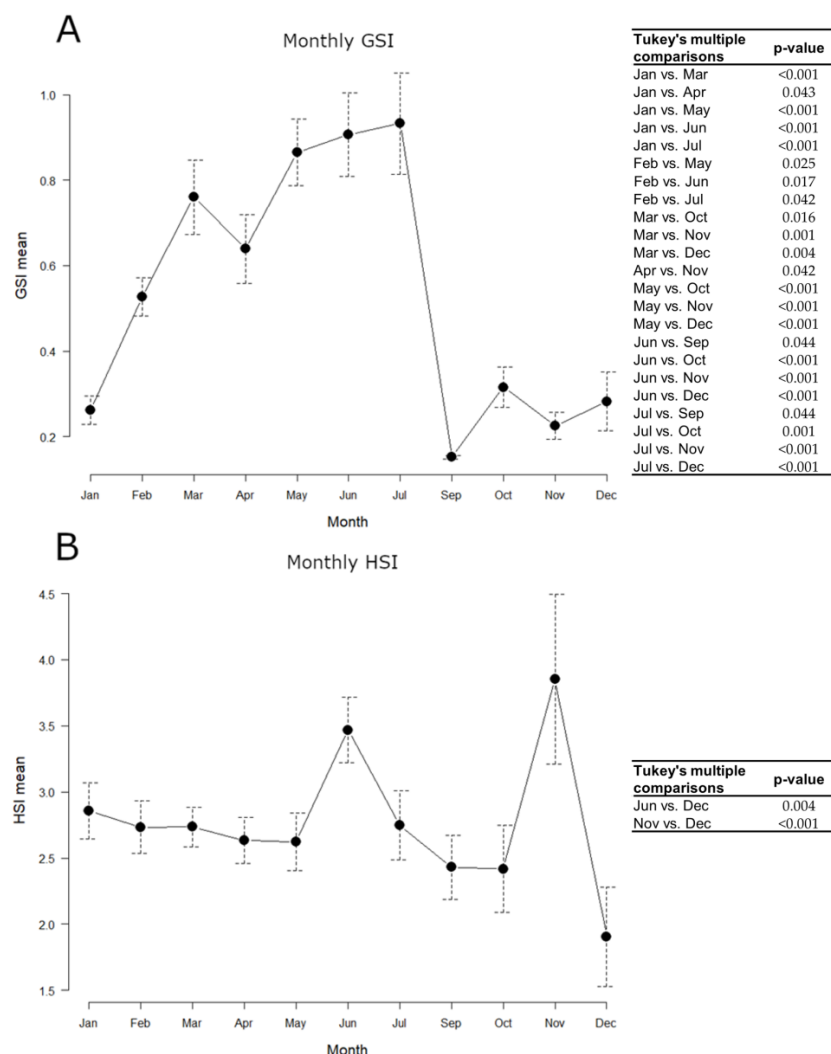 A
Monthly GSI
GSI mean
1.0
0.8
0.6
0.4
0.2
Jan Feb Mar Apr May Jun Jul Sep Oct Nov Dec
Month
Tukey's multiple comparisons p-value
Jan vs. Mar <0.001
Jan vs. Apr 0.043
Jan vs. May <0.001
Jan vs. Jun <0.001
Jan vs. Jul <0.001
Feb vs. May 0.025
Feb vs. Jun 0.017
Feb vs. Jul 0.042
Mar vs. Oct 0.016
Mar vs. Nov 0.001
Mar vs. Dec 0.004
Apr vs. Nov 0.042
May vs. Oct <0.001
May vs. Nov <0.001
May vs. Dec <0.001
Jun vs. Sep 0.044
Jun vs. Oct <0.001
Jun vs. Nov <0.001
Jun vs. Dec <0.001
Jul vs. Sep 0.044
Jul vs. Oct 0.001
Jul vs. Nov <0.001
Jul vs. Dec <0.001
B
Monthly HSI
HSI mean
4.5
4.0
3.5
3.0
2.5
2.0
1.5
Jan Feb Mar Apr May Jun Jul Sep Oct Nov Dec
Month
Tukey's multiple comparisons p-value
Jun vs. Dec 0.004
Nov vs. Dec <0.001